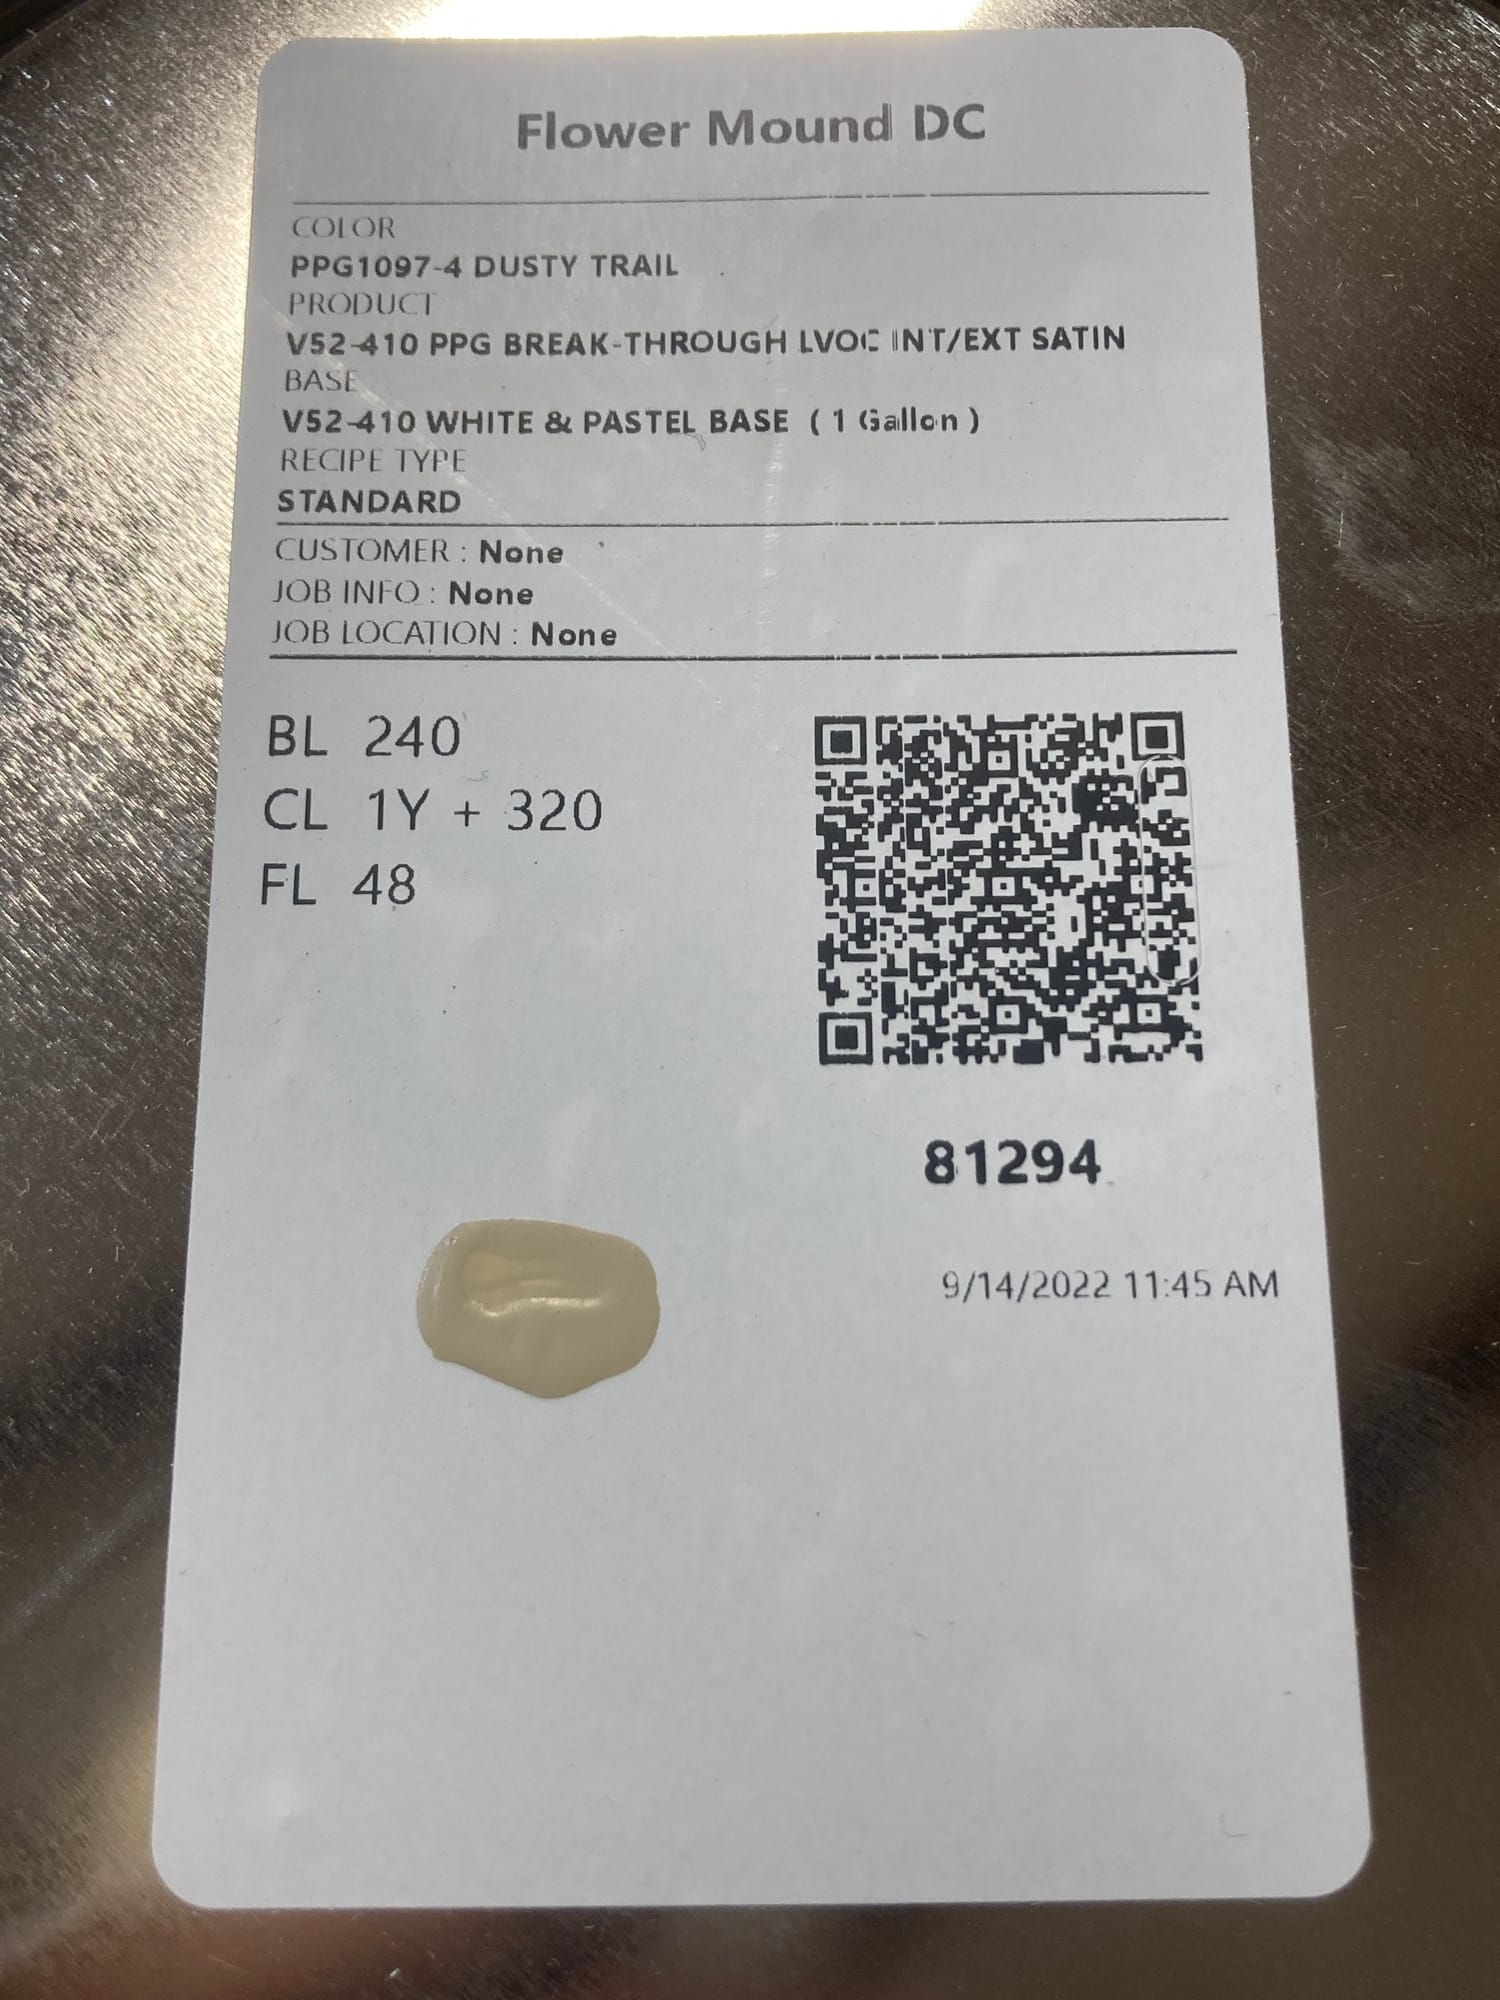 Flower Mound DC
COLOR
PPG1097-4 DUSTY TRAIL
PRODUCT
V52-410 PPG BREAK-THROUGH LVOC INT/EXT SATIN
BASE
V52-410 WHITE & PASTEL BASE ( 1 Gallon )
RECIPE TYPE
STANDARD
CUSTOMER : None
JOB INFO : None
JOB LOCATION : None
BL 240
CL 1Y + 320
FL 48
81294
9/14/2022 11:45 AM